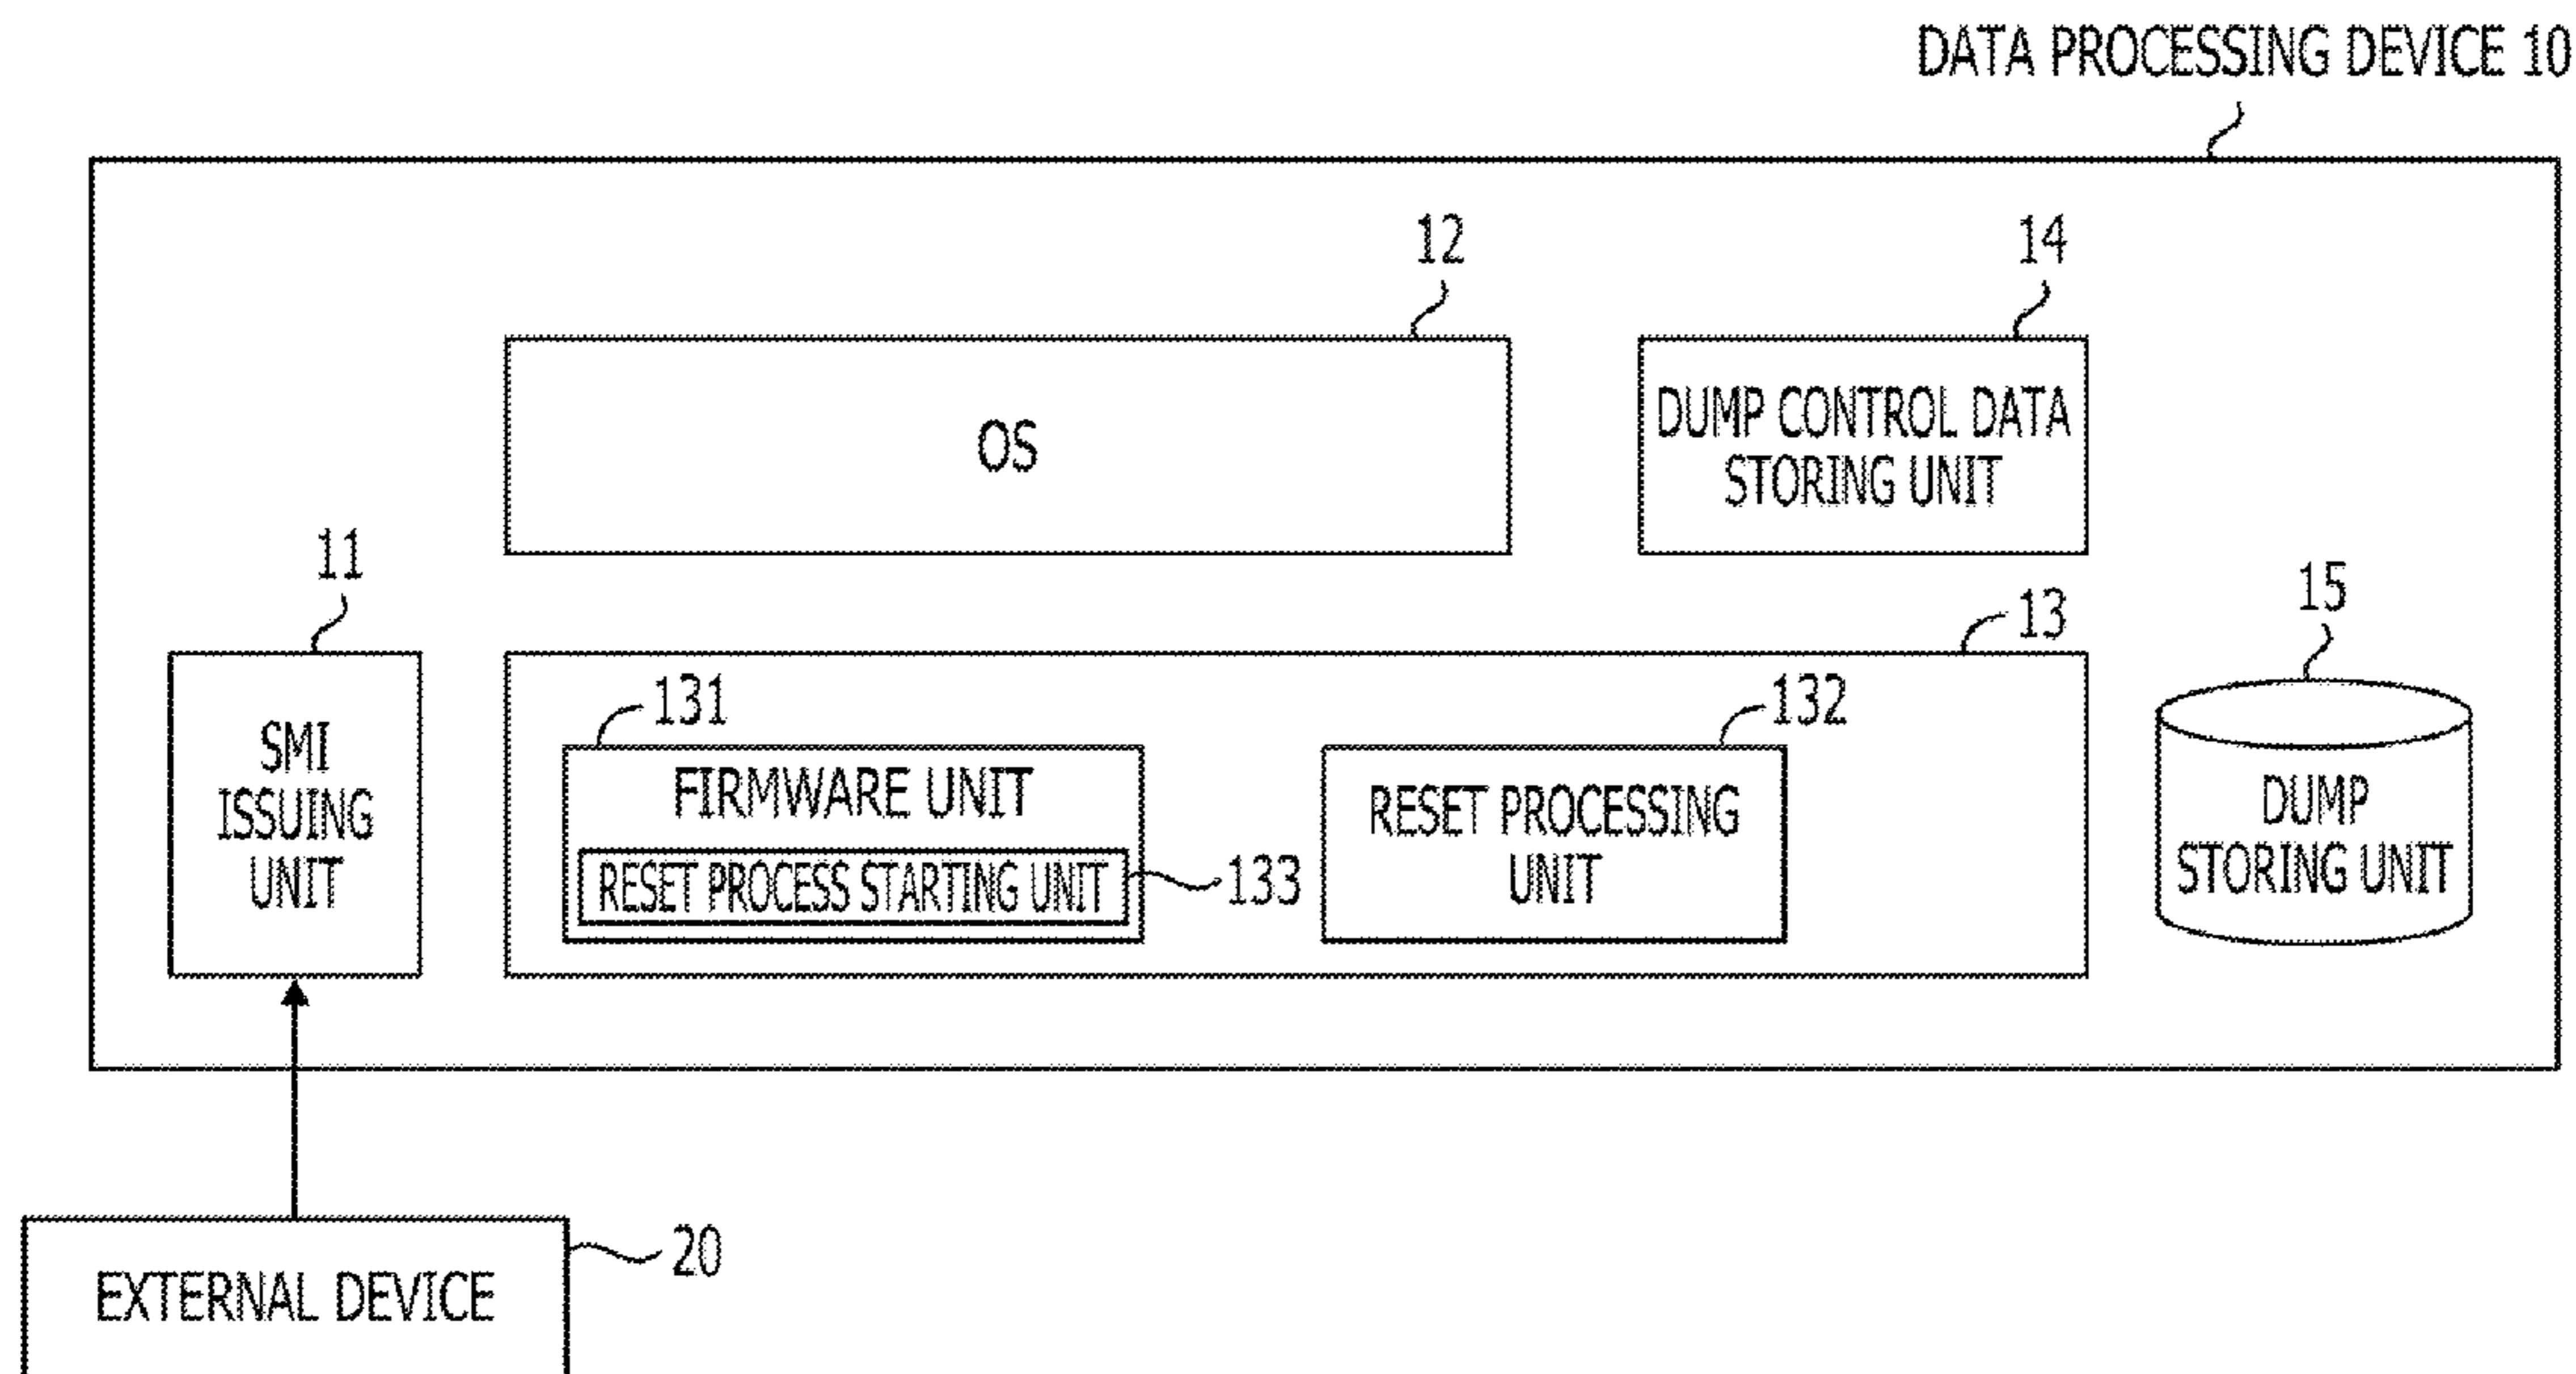 DATA PROCESSING DEVICE 10
12
14
OS
DUMP CONTROL DATA
STORING UNIT
11
15
13
131
132
SMI
ISSUING
UNIT
FIRMWARE UNIT
RESET PROCESS STARTING UNIT
133
RESET PROCESSING
UNIT
DUMP
STORING UNIT
20
EXTERNAL DEVICE